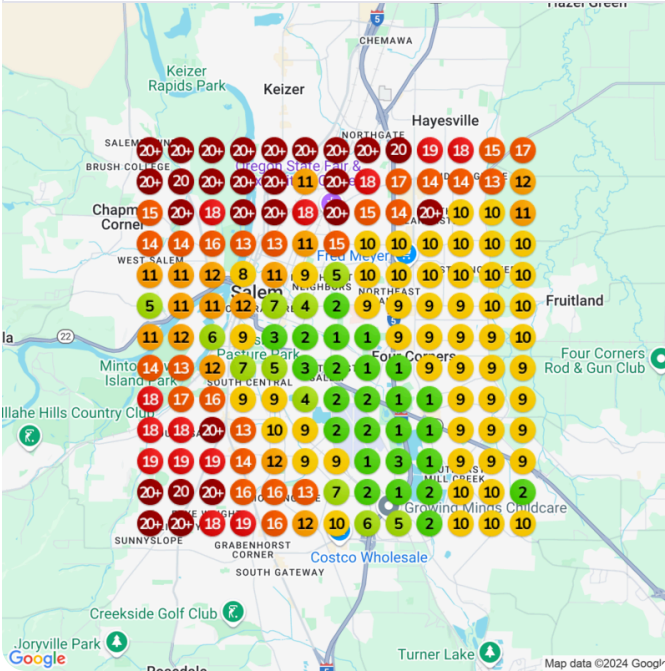 Hazel Green
5
CHEMAWA
Keizer
Rapids Park
Keizer
Hayesville
NORTHGATE
SALEM
20+ 20+ 20+ 20+ 20+ 20+ 20+ 20+ 20 19 18 15 17
BRUSH COLLEGE
Oregon State Fair &
20+ 20 20+ 20+ 20+ 11 20+ 18 17 14 14 13 12
Chapm
Corner
15 20+ 18 20+ 20+ 18 20+ 15 14 20+ 10 10 11
14 14 16 13 13 11 15 10 10 10 10 10 10
WEST SALEM
Fred Meyer
11 11 12 8 11 9 5 10 10 10 10 10 10
Salem
NEIGHBORS
NORTHEAST
Fruitland
5 11 11 12 7 4 2 9 9 9 9 10 10
la
22
11 12 6 9 3 2 1 1 9 9 9 9 10
Pasture Park
Four Corners
Four Corners
Rod & Gun Club
Minto
Island Park
14 13 12 7 5 3 2 1 1 9 9 9 9
SOUTH CENTRAL
18 17 16 9 9 4 2 2 1 1 9 9 9
llahe Hills Country Club
18 18 20+ 13 10 9 2 2 1 1 9 9 9
19 19 19 14 12 9 9 1 3 1 9 9 9
MILL CREEK
20+ 20 20+ 16 16 13 7 2 1 2 10 10 2
Growing Minds Childcare
20+ 20+ 18 19 16 12 10 6 5 2 10 10 10
SUNNYSLOPE
GRABENHORST
CORNER
Costco Wholesale
SOUTH GATEWAY
Creekside Golf Club
Joryville Park
Turner Lake
Google
Rosedale
5
Map data ©2024 Googl